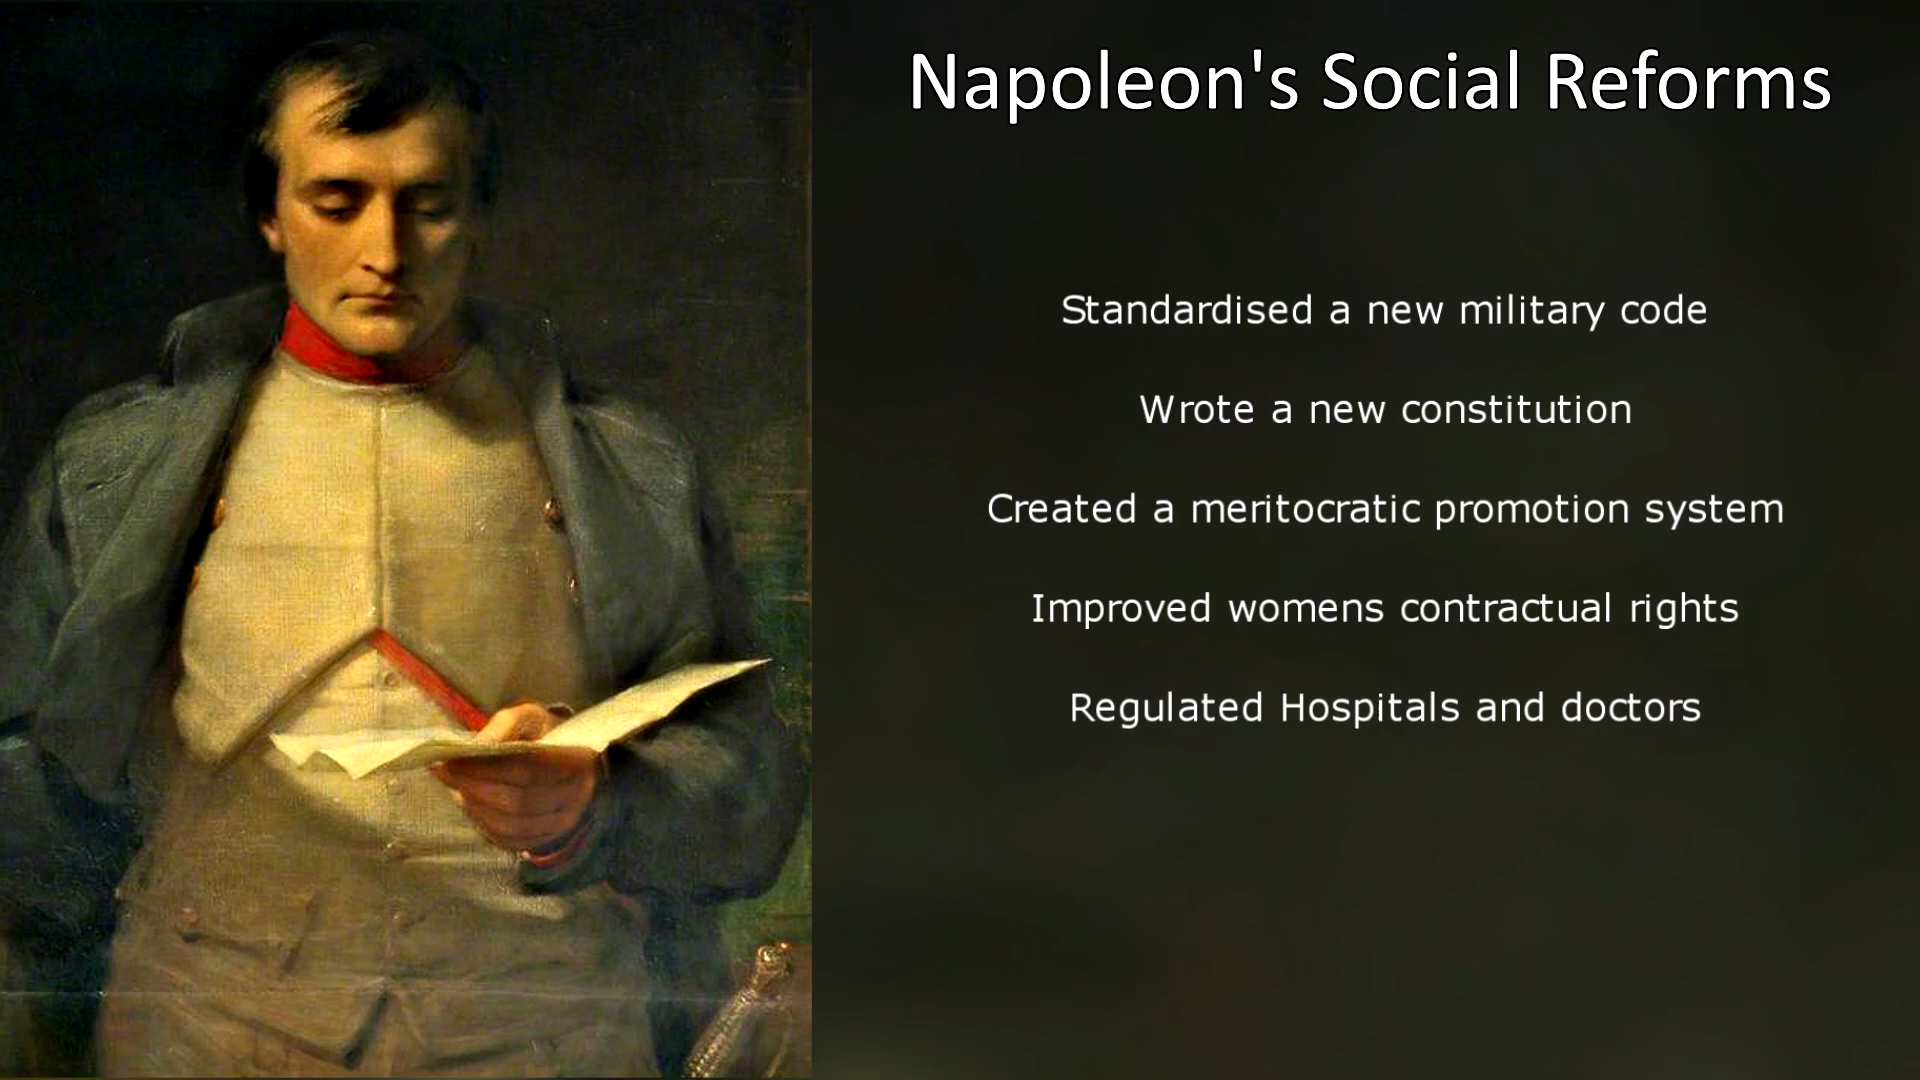 Napoleon's Social Reforms
Standardised a new military code
Wrote a new constitution
Created a meritocratic promotion system
Improved womens contractual rights
Regulated Hospitals and doctors